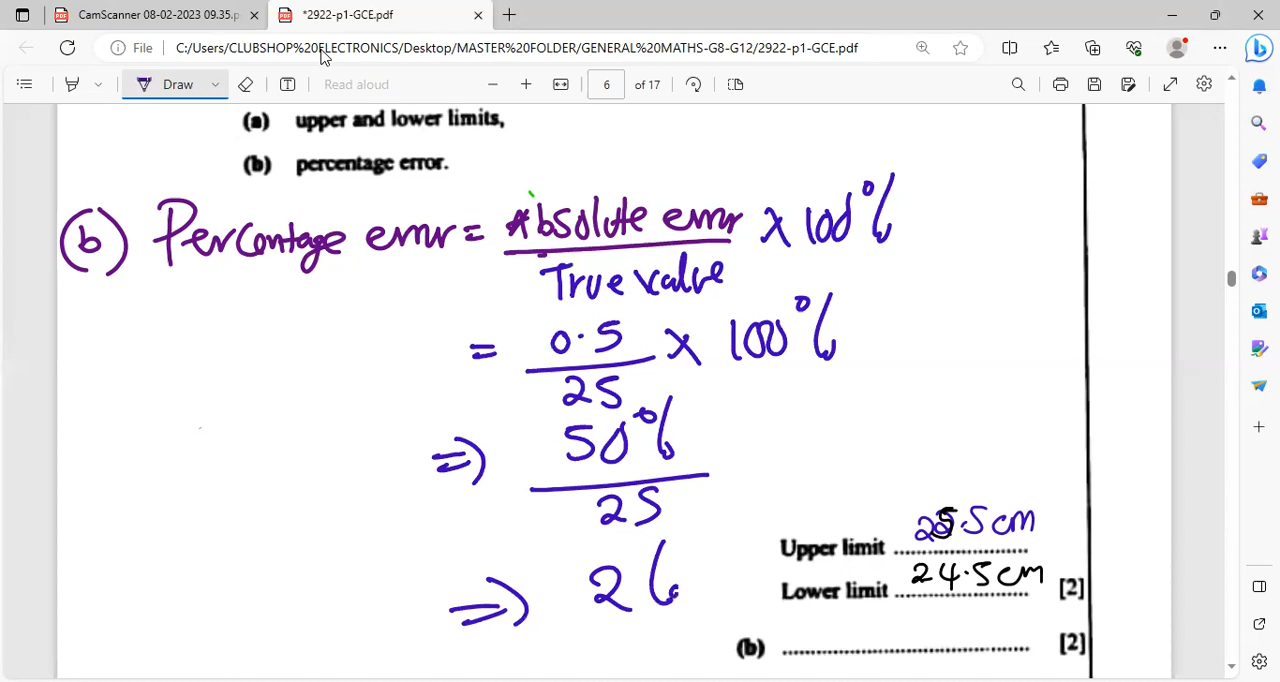 CamScanner 08-02-2023 09.35.p
*2922-p1-GCE.pdf
File C:/Users/CLUBSHOP%20ELECTRONICS/Desktop/MASTER%20FOLDER/GENERAL%20MATHS-G8-G12/2922-p1-GCE.pdf
Draw Read aloud 6 of 17
(a) upper and lower limits,
(b) percentage error.
(b) Percentage error = Absolute error × 100%
True value
= 0.5 × 100%
25
⇒ 50%
25
Upper limit 25.5cm
Lower limit 24.5cm [2]
⇒ 2
(b) .................................... [2]